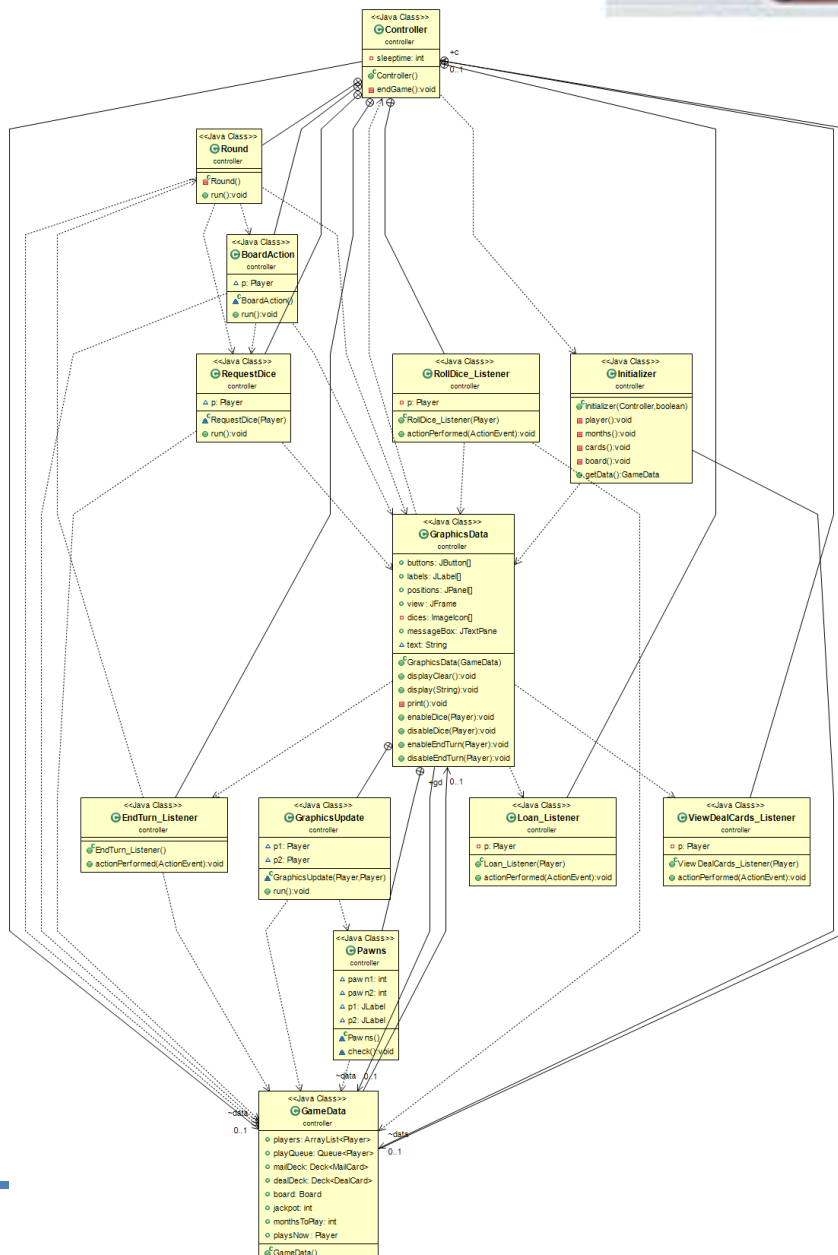 <<Java Class>>
Controller
controller
sleeptime: int
Controller()
endGame():void
+c
0..1
<<Java Class>>
Round
controller
Round()
run():void
<<Java Class>>
BoardAction
controller
p: Player
BoardAction()
run():void
<<Java Class>>
RequestDice
controller
p: Player
RequestDice(Player)
run():void
<<Java Class>>
RollDice_Listener
controller
p: Player
RollDice_Listener(Player)
actionPerformed(ActionEvent):void
<<Java Class>>
Initializer
controller
Initializer(Controller,boolean)
player():void
months():void
cards():void
board():void
getData():GameData
<<Java Class>>
GraphicsData
controller
buttons: JButton[]
labels: JLabel[]
positions: JPanel[]
view: JFrame
dices: ImageIcon[]
messageBox: JTextPane
text: String
GraphicsData(GameData)
displayClear():void
display(String):void
print():void
enableDice(Player):void
disableDice(Player):void
enableEndTurn(Player):void
disableEndTurn(Player):void
+gd 0..1
<<Java Class>>
EndTurn_Listener
controller
EndTurn_Listener()
actionPerformed(ActionEvent):void
<<Java Class>>
GraphicsUpdate
controller
p1: Player
p2: Player
GraphicsUpdate(Player,Player)
run():void
<<Java Class>>
Loan_Listener
controller
p: Player
Loan_Listener(Player)
actionPerformed(ActionEvent):void
<<Java Class>>
ViewDealCards_Listener
controller
p: Player
ViewDealCards_Listener(Player)
actionPerformed(ActionEvent):void
<<Java Class>>
Pawns
controller
pawn1: int
pawn2: int
p1: JLabel
p2: JLabel
Pawns()
check():void
~data 0..1
~data
0..1
~data
0..1
<<Java Class>>
GameData
controller
players: ArrayList<Player>
playQueue: Queue<Player>
mailDeck: Deck<MailCard>
dealDeck: Deck<DealCard>
board: Board
jackpot: int
monthsToPlay: int
playsNow: Player
GameData()